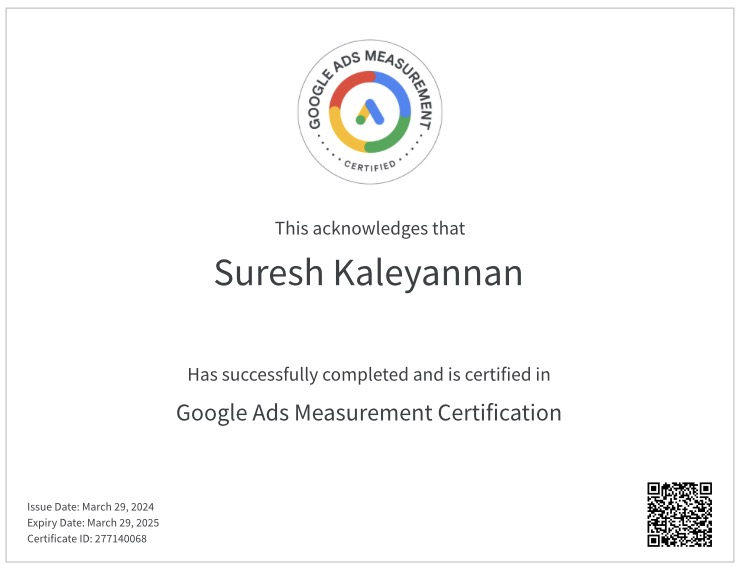 GOOGLE ADS MEASUREMENT
CERTIFIED
This acknowledges that
Suresh Kaleyannan
Has successfully completed and is certified in
Google Ads Measurement Certification
Issue Date: March 29, 2024
Expiry Date: March 29, 2025
Certificate ID: 277140068